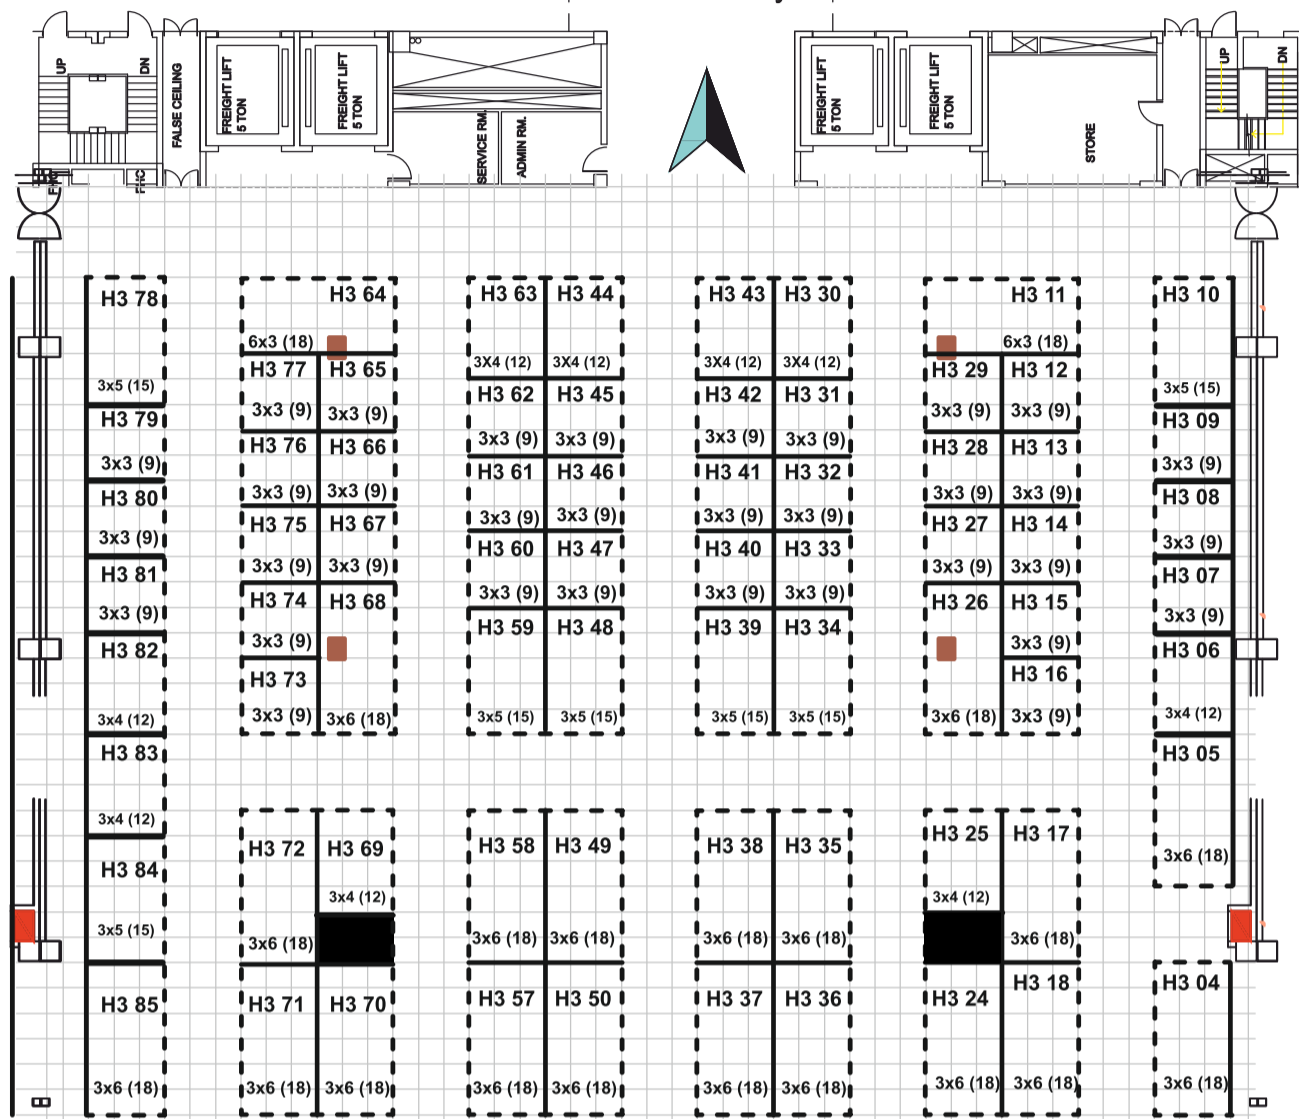 UP
DN
FALSE CEILING
FREIGHT LIFT
5 TON
FREIGHT LIFT
5 TON
SERVICE RM.
ADMIN RM.
FREIGHT LIFT
5 TON
FREIGHT LIFT
5 TON
STORE
UP
DN
FHC
H3 78
3x5 (15)
H3 79
3x3 (9)
H3 80
3x3 (9)
H3 81
3x3 (9)
H3 82
3x4 (12)
H3 83
3x4 (12)
H3 84
3x5 (15)
H3 85
3x6 (18)
H3 64
6x3 (18)
H3 77
3x3 (9)
H3 76
3x3 (9)
H3 75
3x3 (9)
H3 74
3x3 (9)
H3 73
3x3 (9)
H3 65
3x3 (9)
H3 66
3x3 (9)
H3 67
3x3 (9)
H3 68
3x6 (18)
H3 72
3x6 (18)
H3 69
3x4 (12)
H3 71
3x6 (18)
H3 70
3x6 (18)
H3 63
3X4 (12)
H3 62
3x3 (9)
H3 61
3x3 (9)
H3 60
3x3 (9)
H3 59
3x5 (15)
H3 44
3X4 (12)
H3 45
3x3 (9)
H3 46
3x3 (9)
H3 47
3x3 (9)
H3 48
3x5 (15)
H3 58
3x6 (18)
H3 49
3x6 (18)
H3 57
3x6 (18)
H3 50
3x6 (18)
H3 43
3X4 (12)
H3 42
3x3 (9)
H3 41
3x3 (9)
H3 40
3x3 (9)
H3 39
3x5 (15)
H3 30
3X4 (12)
H3 31
3x3 (9)
H3 32
3x3 (9)
H3 33
3x3 (9)
H3 34
3x5 (15)
H3 38
3x6 (18)
H3 35
3x6 (18)
H3 37
3x6 (18)
H3 36
3x6 (18)
H3 11
6x3 (18)
H3 29
3x3 (9)
H3 28
3x3 (9)
H3 27
3x3 (9)
H3 26
3x6 (18)
H3 12
3x3 (9)
H3 13
3x3 (9)
H3 14
3x3 (9)
H3 15
3x3 (9)
H3 16
3x3 (9)
H3 25
3x4 (12)
H3 17
3x6 (18)
H3 24
3x6 (18)
H3 18
3x6 (18)
H3 10
3x5 (15)
H3 09
3x3 (9)
H3 08
3x3 (9)
H3 07
3x3 (9)
H3 06
3x4 (12)
H3 05
3x6 (18)
H3 04
3x6 (18)